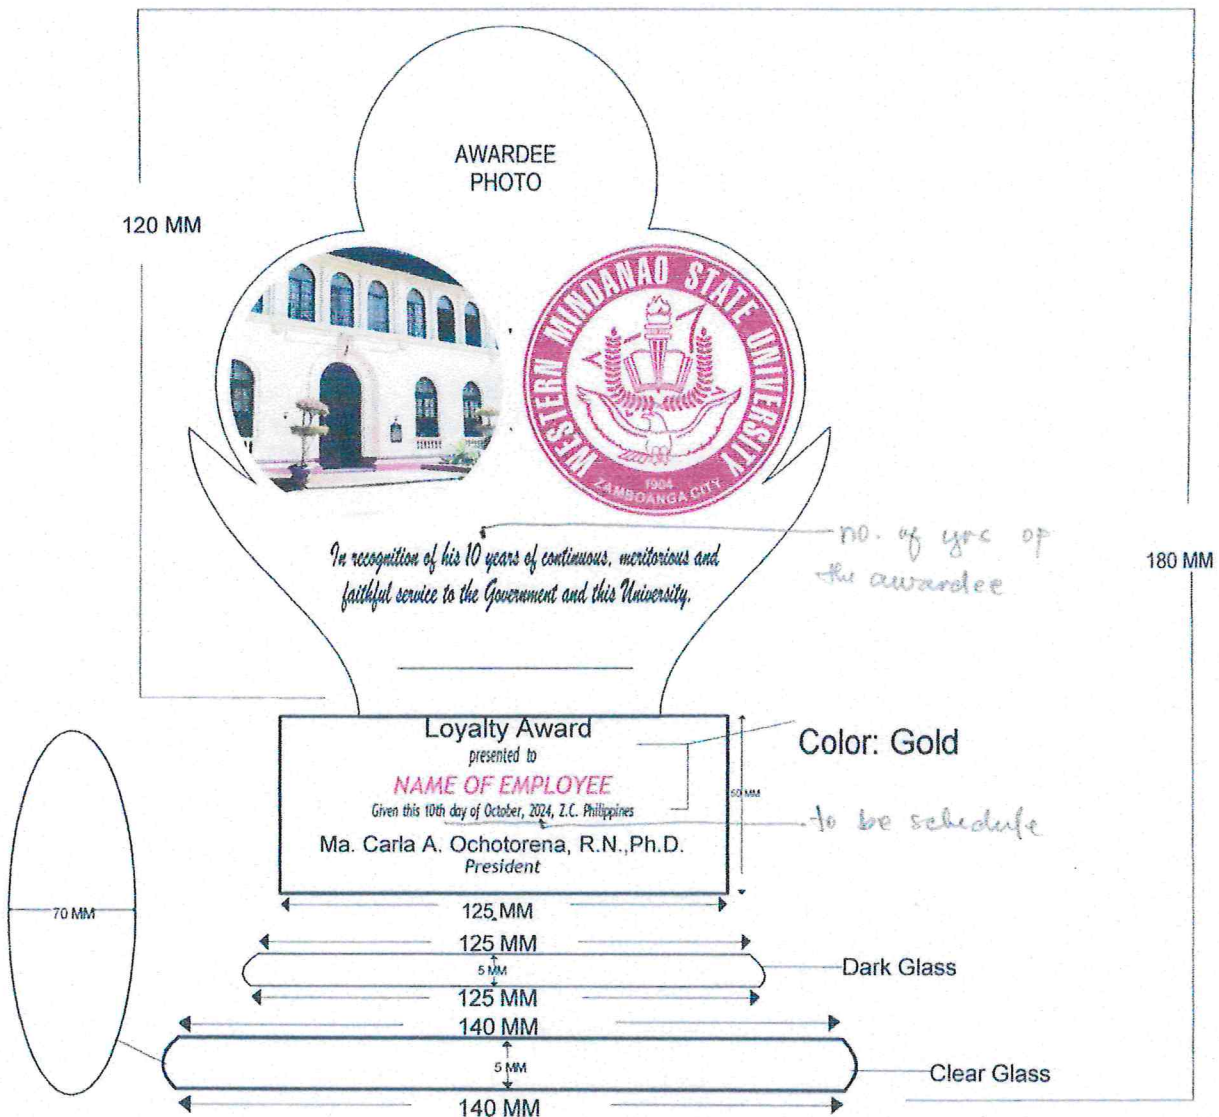 AWARDEE
PHOTO
120 MM
WESTERN MINDANAO STATE UNIVERSITY
1904
ZAMBOANGA CITY
no. of yrs of
the awardee
In recognition of his 10 years of continuous, meritorious and
faithful service to the Government and this University.
180 MM
Loyalty Award
presented to
NAME OF EMPLOYEE
Given this 10th day of October, 2024, Z.C. Philippines
Ma. Carla A. Ochotorena, R.N.,Ph.D.
President
Color: Gold
50 MM
to be schedule
70 MM
125 MM
125 MM
5 MM
Dark Glass
125 MM
140 MM
5 MM
Clear Glass
140 MM